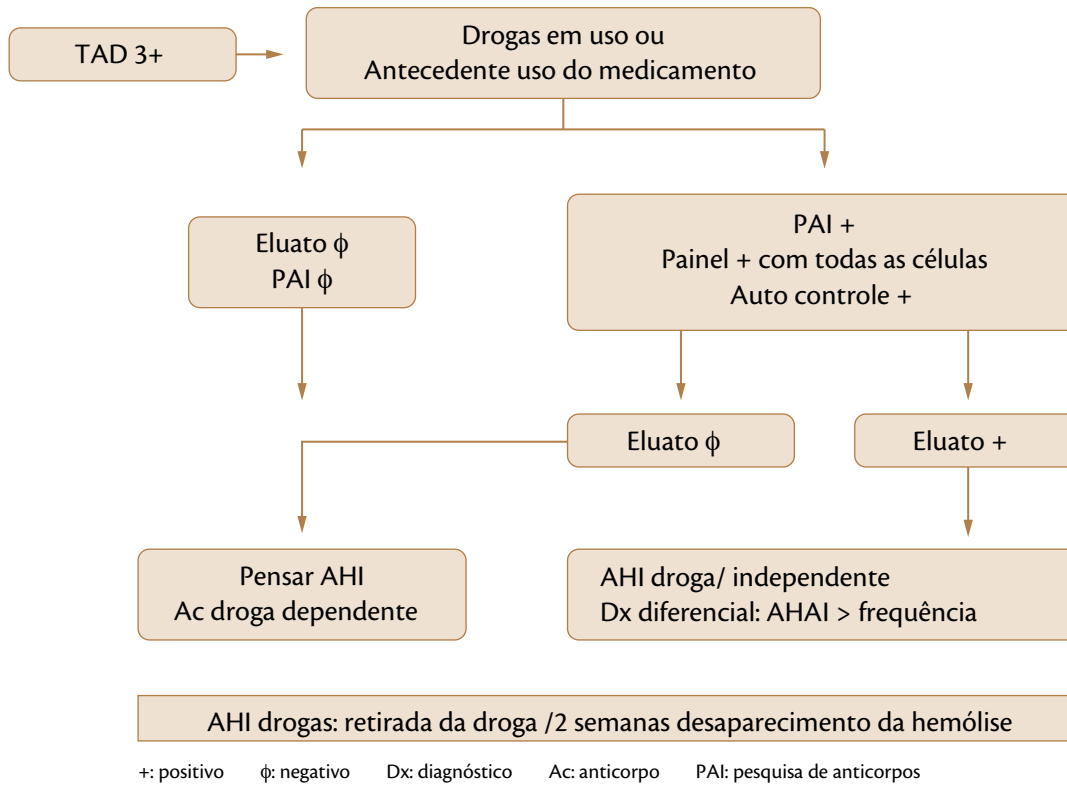 TAD 3+
Drogas em uso ou
Antecedente uso do medicamento
Eluato ϕ
PAI ϕ
PAI +
Painel + com todas as células
Auto controle +
Eluato ϕ
Eluato +
Pensar AHI
Ac droga dependente
AHI droga/ independente
Dx diferencial: AHAI > frequência
AHI drogas: retirada da droga /2 semanas desaparecimento da hemólise
+: positivo ϕ: negativo Dx: diagnóstico Ac: anticorpo PAI: pesquisa de anticorpos